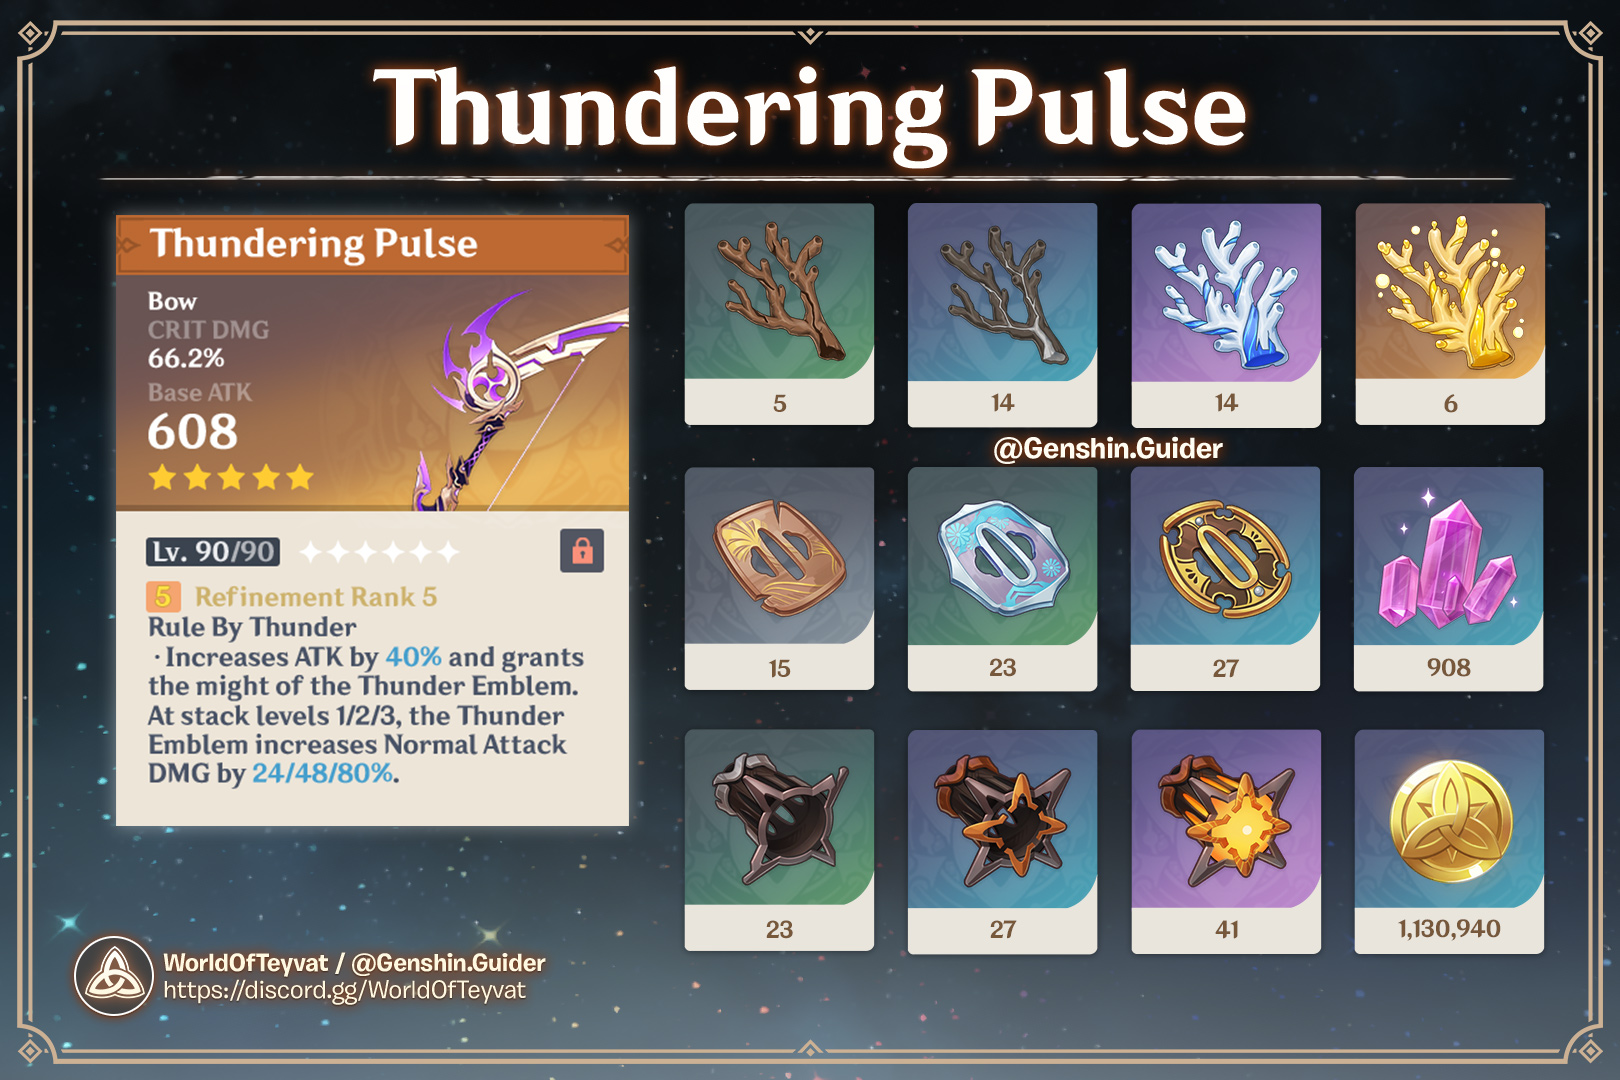 Thundering Pulse
Thundering Pulse
Bow
CRIT DMG
66.2%
Base ATK
608
Lv. 90/90
5 Refinement Rank 5
Rule By Thunder
· Increases ATK by 40% and grants
the might of the Thunder Emblem.
At stack levels 1/2/3, the Thunder
Emblem increases Normal Attack
DMG by 24/48/80%.
5
14
14
6
@Genshin.Guider
15
23
27
908
23
27
41
1,130,940
WorldOfTeyvat / @Genshin.Guider
https://discord.gg/WorldOfTeyvat